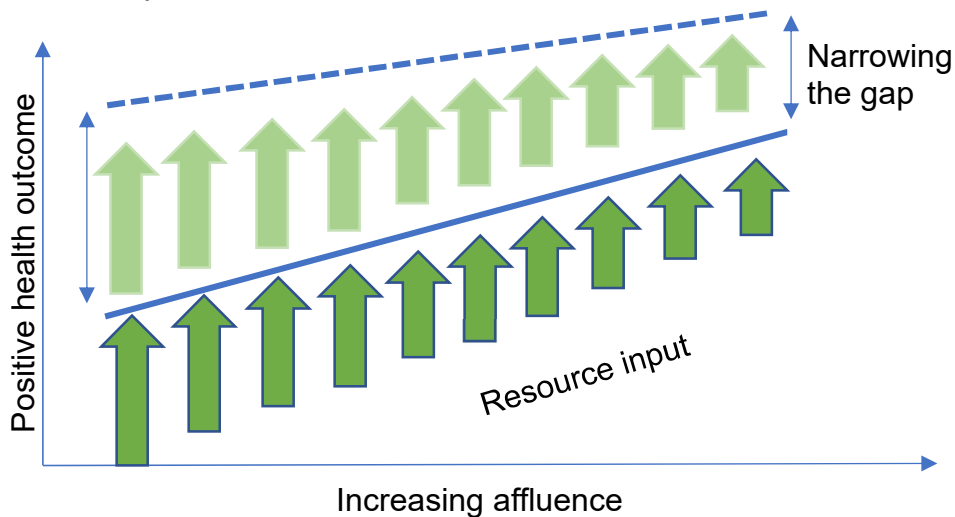 Positive health outcome
Narrowing
the gap
Resource input
Increasing affluence